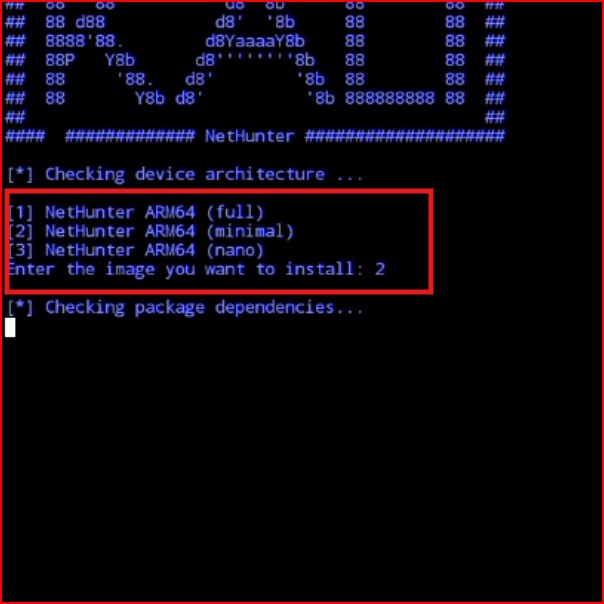 ##  88   88           d8'  8b      88        88  ##
##  88 d88           d8'  '8b     88        88  ##
##  8888'88.        d8YaaaaY8b    88        88  ##
##  88P   Y8b      d8''''''''8b   88        88  ##
##  88     '88.   d8'        '8b  88        88  ##
##  88       Y8b d8'          '8b 888888888 88  ##
##                                              ##
####  ############# NetHunter ####################
[*] Checking device architecture ...
[1] NetHunter ARM64 (full)
[2] NetHunter ARM64 (minimal)
[3] NetHunter ARM64 (nano)
Enter the image you want to install: 2
[*] Checking package dependencies...